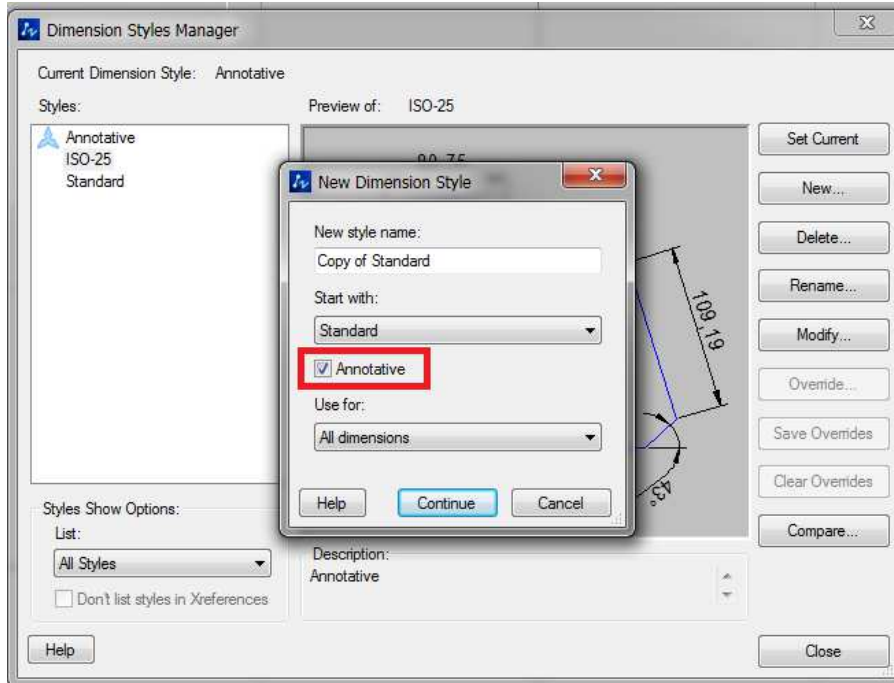 Dimension Styles Manager
Current Dimension Style: Annotative
Styles:
Preview of: ISO-25
Annotative
ISO-25
Standard
Set Current
New...
Delete...
Rename...
Modify...
Override...
Save Overrides
Clear Overrides
Compare...
New Dimension Style
New style name:
Copy of Standard
Start with:
Standard
Annotative
Use for:
All dimensions
Help
Continue
Cancel
109,19
43°
Styles Show Options:
List:
All Styles
Don't list styles in Xreferences
Description:
Annotative
Help
Close